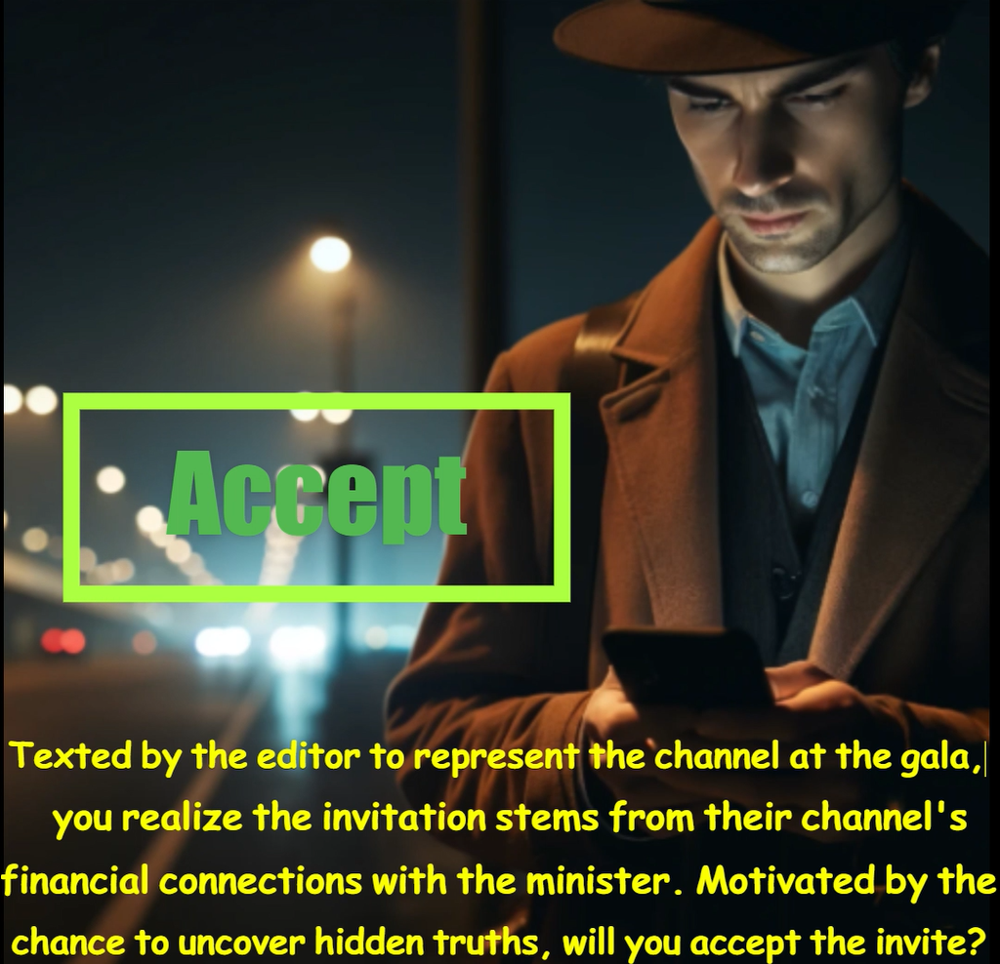 Accept
Texted by the editor to represent the channel at the gala,
you realize the invitation stems from their channel's
financial connections with the minister. Motivated by the
chance to uncover hidden truths, will you accept the invite?